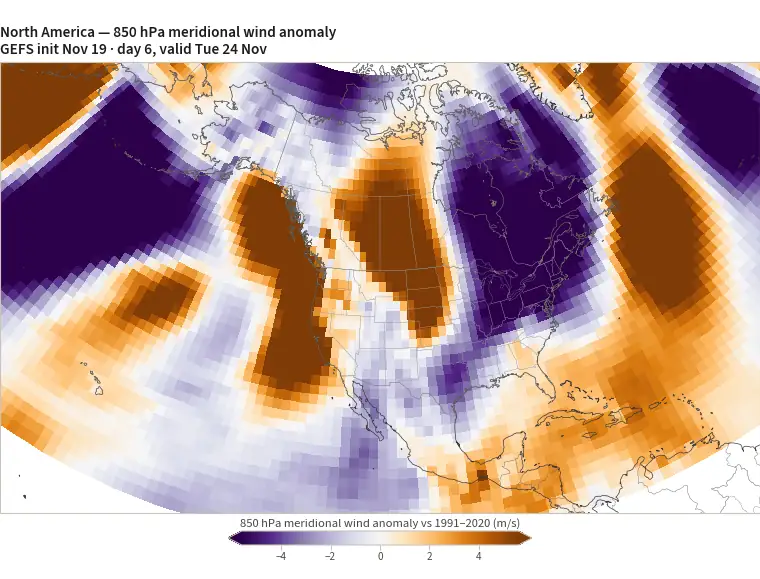 North America — 850 hPa meridional wind anomaly
GEFS init Nov 19 · day 6, valid Tue 24 Nov
850 hPa meridional wind anomaly vs 1991–2020 (m/s)
−4 −2 0 2 4